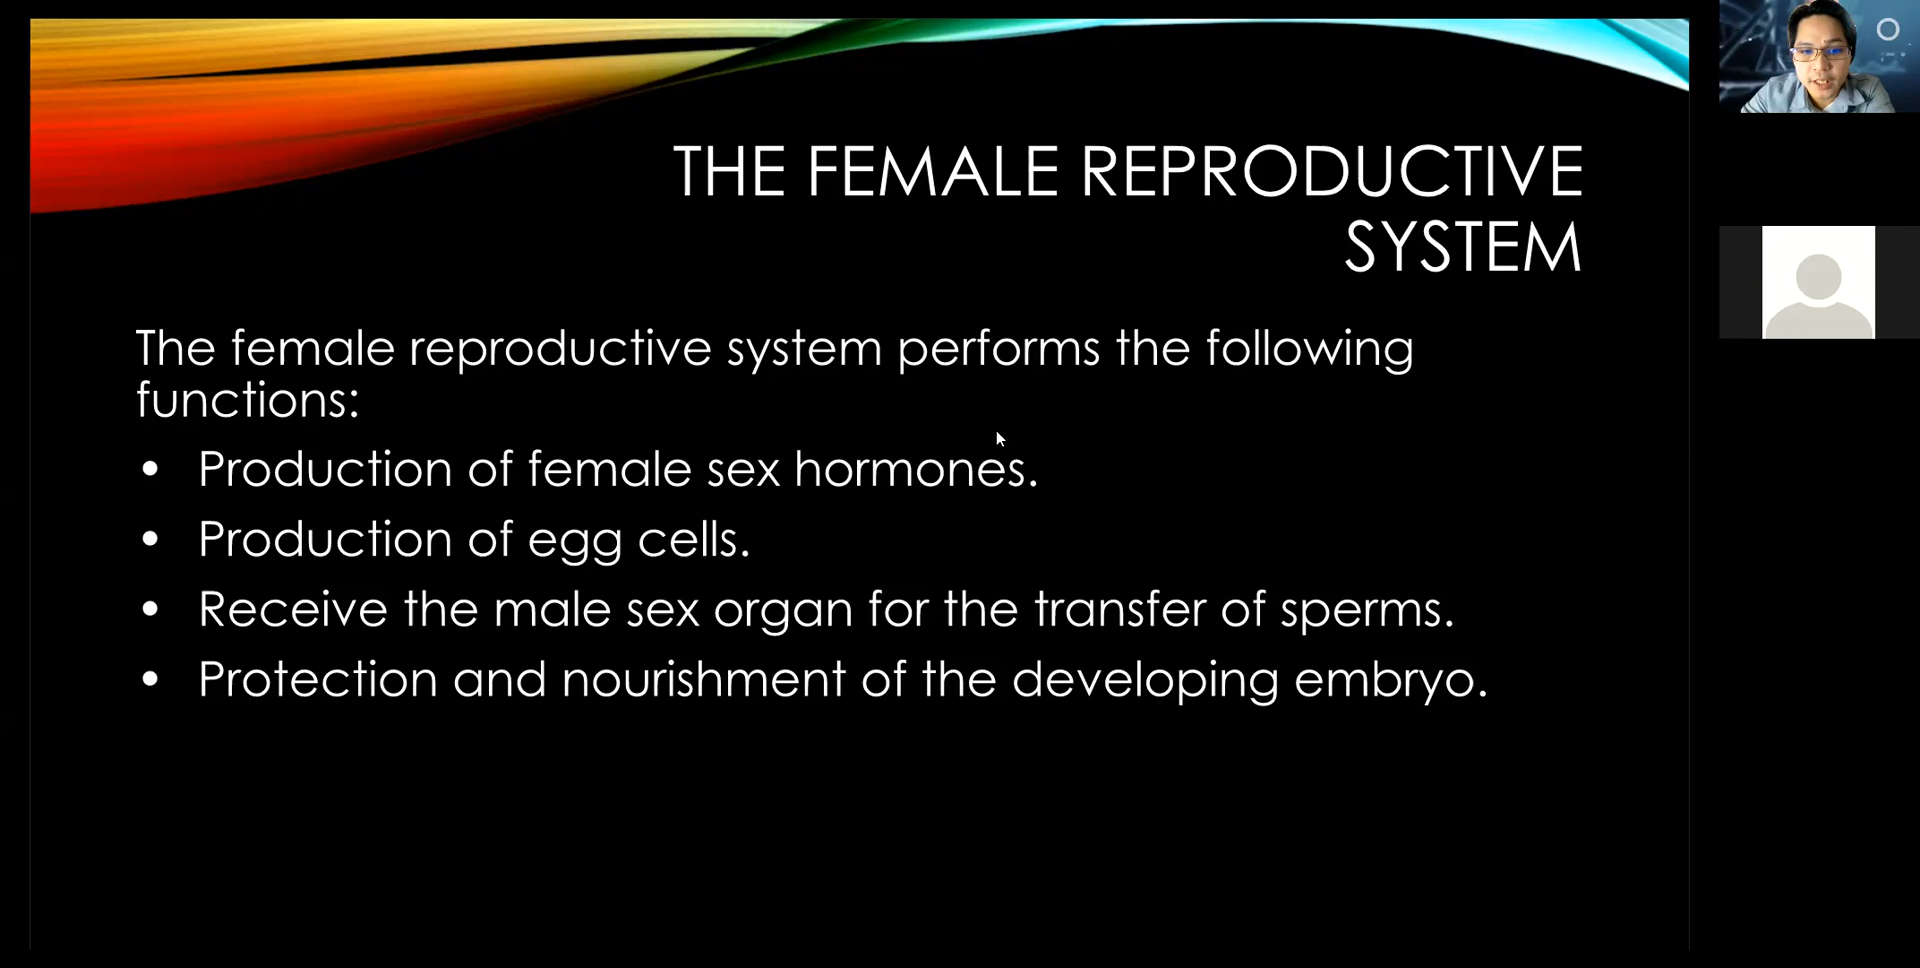 THE FEMALE REPRODUCTIVE
SYSTEM
The female reproductive system performs the following
functions:
• Production of female sex hormones.
• Production of egg cells.
• Receive the male sex organ for the transfer of sperms.
• Protection and nourishment of the developing embryo.